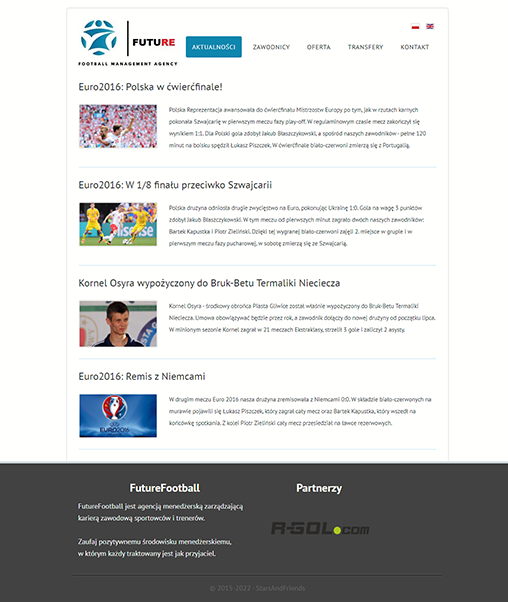 FUTURE
FOOTBALL MANAGEMENT AGENCY
AKTUALNOŚCI ZAWODNICY OFERTA TRANSFERY KONTAKT
Euro2016: Polska w ćwierćfinale!
Polska Reprezentacja awansowała do ćwierćfinału Mistrzostw Europy po tym, jak w rzutach karnych
pokonała Szwajcarię w pierwszym meczu fazy play-off. W regulaminowym czasie mecz zakończył się
wynikiem 1:1. Dla Polski gola zdobył Jakub Błaszczykowski, a spośród naszych zawodników - pełne 120
minut na boisku spędził Łukasz Piszczek. W ćwierćfinale biało-czerwoni zmierzą się z Portugalią.
Euro2016: W 1/8 finału przeciwko Szwajcarii
Polska drużyna odniosła drugie zwycięstwo na Euro, pokonując Ukrainę 1:0. Gola na wagę 3 punktów
zdobył Jakub Błaszczykowski. W tym meczu od pierwszych minut zagrało dwóch naszych zawodników:
Bartek Kapustka i Piotr Zieliński. Dzięki tej wygranej biało-czerwoni zajęli 2. miejsce w grupie i w
pierwszym meczu fazy pucharowej, w sobotę zmierzą się ze Szwajcarią.
Kornel Osyra wypożyczony do Bruk-Betu Termaliki Nieciecza
Kornel Osyra - środkowy obrońca Piasta Gliwice został właśnie wypożyczony do Bruk-Betu Termaliki
Nieciecza. Umowa obowiązywać będzie przez rok, a zawodnik dołączy do nowej drużyny od początku lipca.
W minionym sezonie Kornel zagrał w 21 meczach Ekstraklasy, strzelił 3 gole i zaliczył 2 asysty.
Euro2016: Remis z Niemcami
W drugim meczu Euro 2016 nasza drużyna zremisowała z Niemcami 0:0. W składzie biało-czerwonych na
murawie pojawili się Łukasz Piszczek, który zagrał cały mecz oraz Bartek Kapustka, który wszedł na
końcówkę spotkania. Z kolei Piotr Zieliński cały mecz przesiedział na ławce rezerwowych.
EURO2016
FutureFootball
Partnerzy
FutureFootball jest agencją menedżerską zarządzającą
karierą zawodową sportowców i trenerów.
R-GOL.COM
Zaufaj pozytywnemu środowisku menedżerskiemu,
w którym każdy traktowany jest jak przyjaciel.
© 2015-2022 - StarsAndFriends